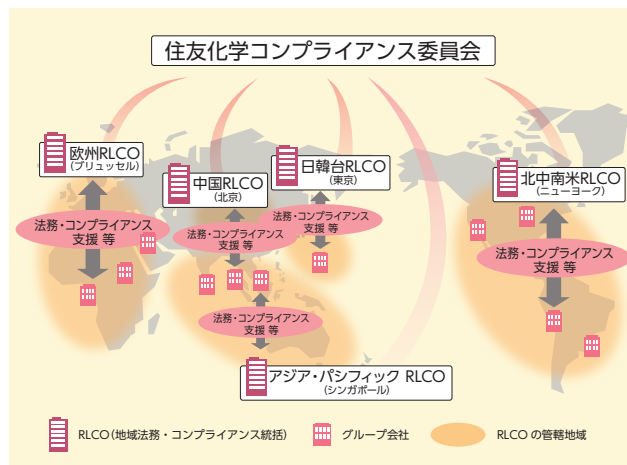 住友化学コンプライアンス委員会
欧州RLCO
(ブリュッセル)
中国RLCO
(北京)
日韓台RLCO
(東京)
北中南米RLCO
(ニューヨーク)
法務・コンプライアンス
支援 等
法務・コンプライアンス
支援 等
法務・コンプライアンス
支援 等
法務・コンプライアンス
支援 等
法務・コンプライアンス
支援 等
アジア・パシフィック RLCO
(シンガポール)
RLCO(地域法務・コンプライアンス統括)
グループ会社
RLCO の管轄地域